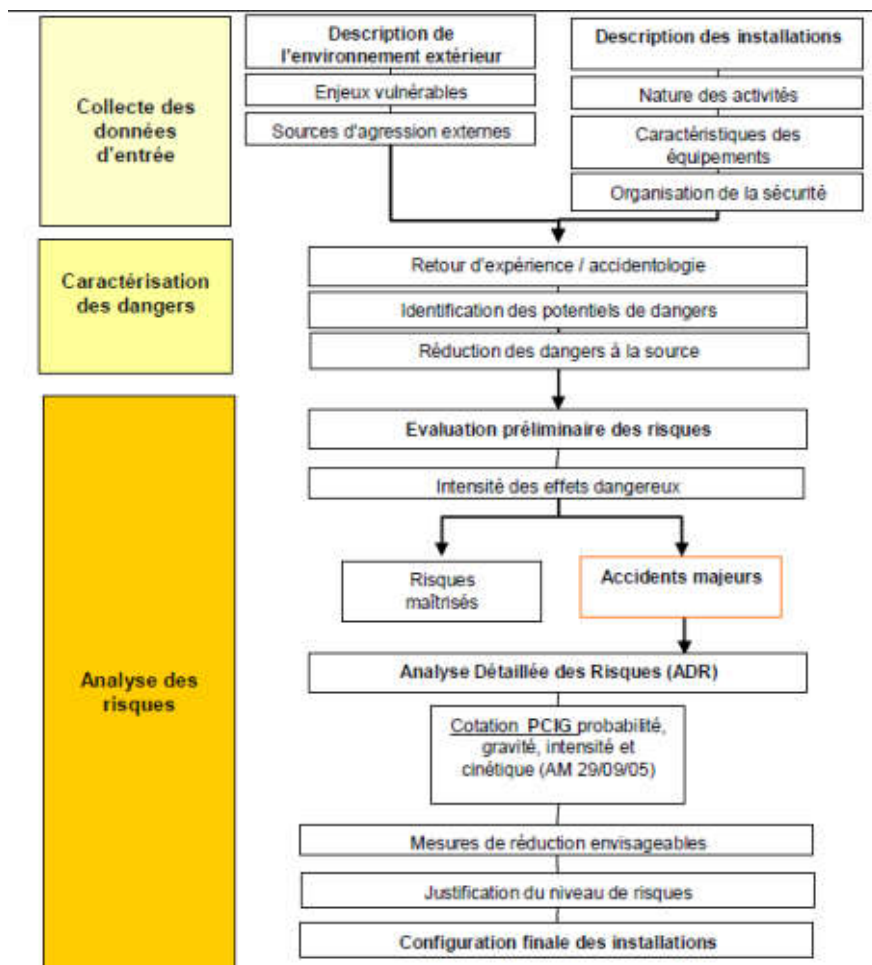 Collecte des
données
d'entrée
Description de
l'environnement extérieur
Enjeux vulnérables
Sources d'agression externes
Description des installations
Nature des activités
Caractéristiques des
équipements
Organisation de la sécurité
Caractérisation
des dangers
Retour d'expérience / accidentologie
Identification des potentiels de dangers
Réduction des dangers à la source
Analyse des
risques
Evaluation préliminaire des risques
Intensité des effets dangereux
Risques
maîtrisés
Accidents majeurs
Analyse Détaillée des Risques (ADR)
Cotation PCIG probabilité,
gravité, intensité et
cinétique (AM 29/09/05)
Mesures de réduction envisageables
Justification du niveau de risques
Configuration finale des installations